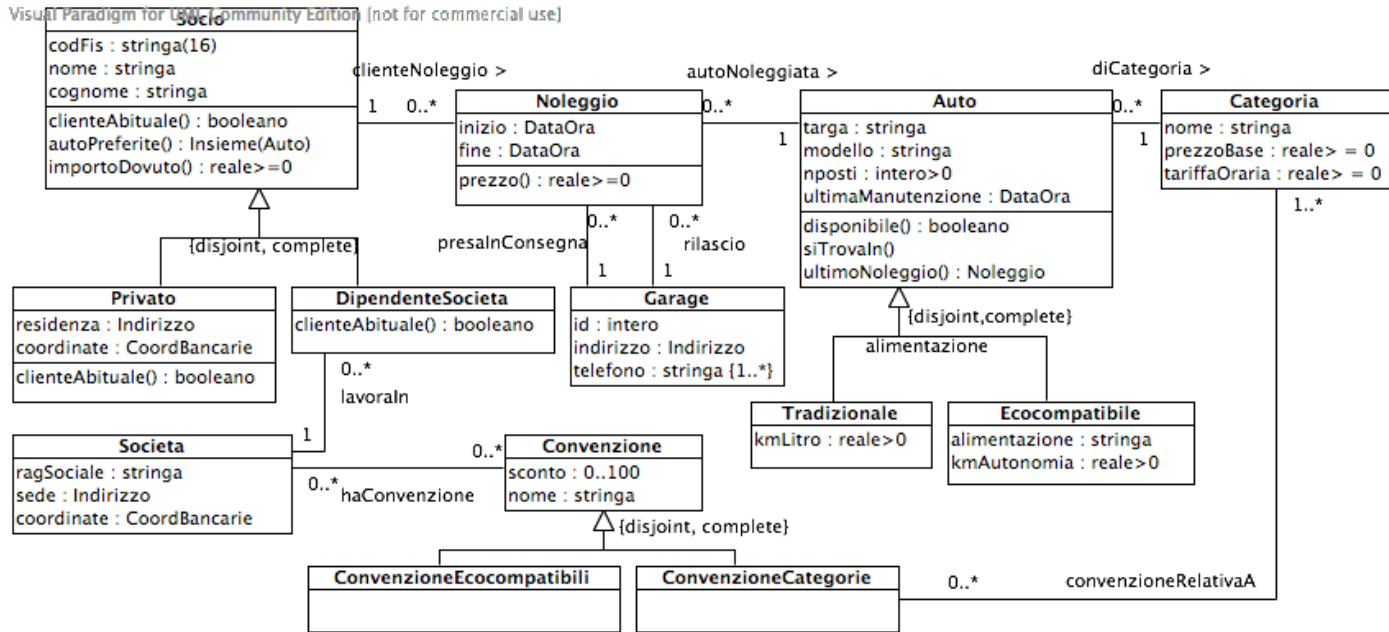 Visual Paradigm for UML Community Edition [not for commercial use]
Socio
codFis : stringa(16)
nome : stringa
cognome : stringa
clienteAbituale() : booleano
autoPreferite() : Insieme(Auto)
importoDovuto() : reale>=0
clienteNoleggio >
1
0..*
Noleggio
inizio : DataOra
fine : DataOra
prezzo() : reale>=0
autoNoleggiata >
0..*
1
Auto
targa : stringa
modello : stringa
nposti : intero>0
ultimaManutenzione : DataOra
disponibile() : booleano
siTrovaIn()
ultimoNoleggio() : Noleggio
diCategoria >
0..*
1
Categoria
nome : stringa
prezzoBase : reale> = 0
tariffaOraria : reale> = 0
1..*
{disjoint, complete}
0..*
presaInConsegna
1
0..*
rilascio
1
Privato
residenza : Indirizzo
coordinate : CoordBancarie
clienteAbituale() : booleano
DipendenteSocieta
clienteAbituale() : booleano
Garage
id : intero
indirizzo : Indirizzo
telefono : stringa {1..*}
{disjoint,complete}
alimentazione
0..*
lavoraIn
1
Tradizionale
kmLitro : reale>0
Ecocompatibile
alimentazione : stringa
kmAutonomia : reale>0
Societa
ragSociale : stringa
sede : Indirizzo
coordinate : CoordBancarie
0..*
haConvenzione
0..*
Convenzione
sconto : 0..100
nome : stringa
{disjoint, complete}
ConvenzioneEcocompatibili
ConvenzioneCategorie
0..*
convenzioneRelativaA